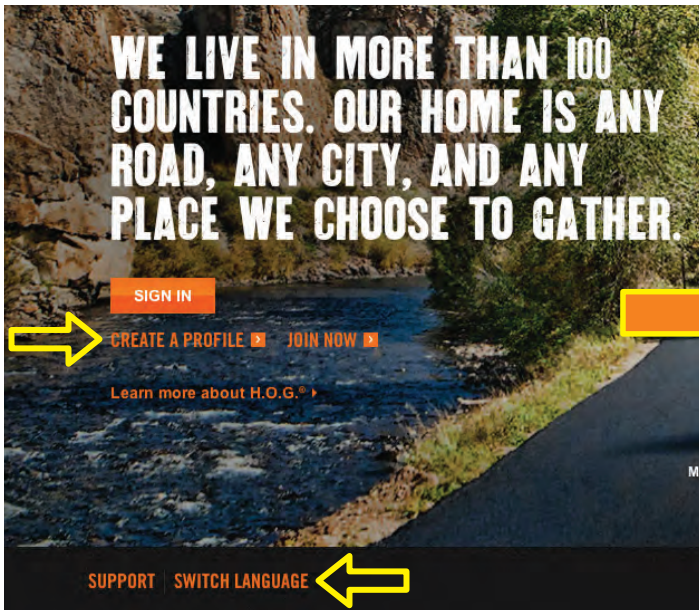 WE LIVE IN MORE THAN 100
COUNTRIES. OUR HOME IS ANY
ROAD, ANY CITY, AND ANY
PLACE WE CHOOSE TO GATHER.
SIGN IN
CREATE A PROFILE JOIN NOW
Learn more about H.O.G.®
M
SUPPORT SWITCH LANGUAGE